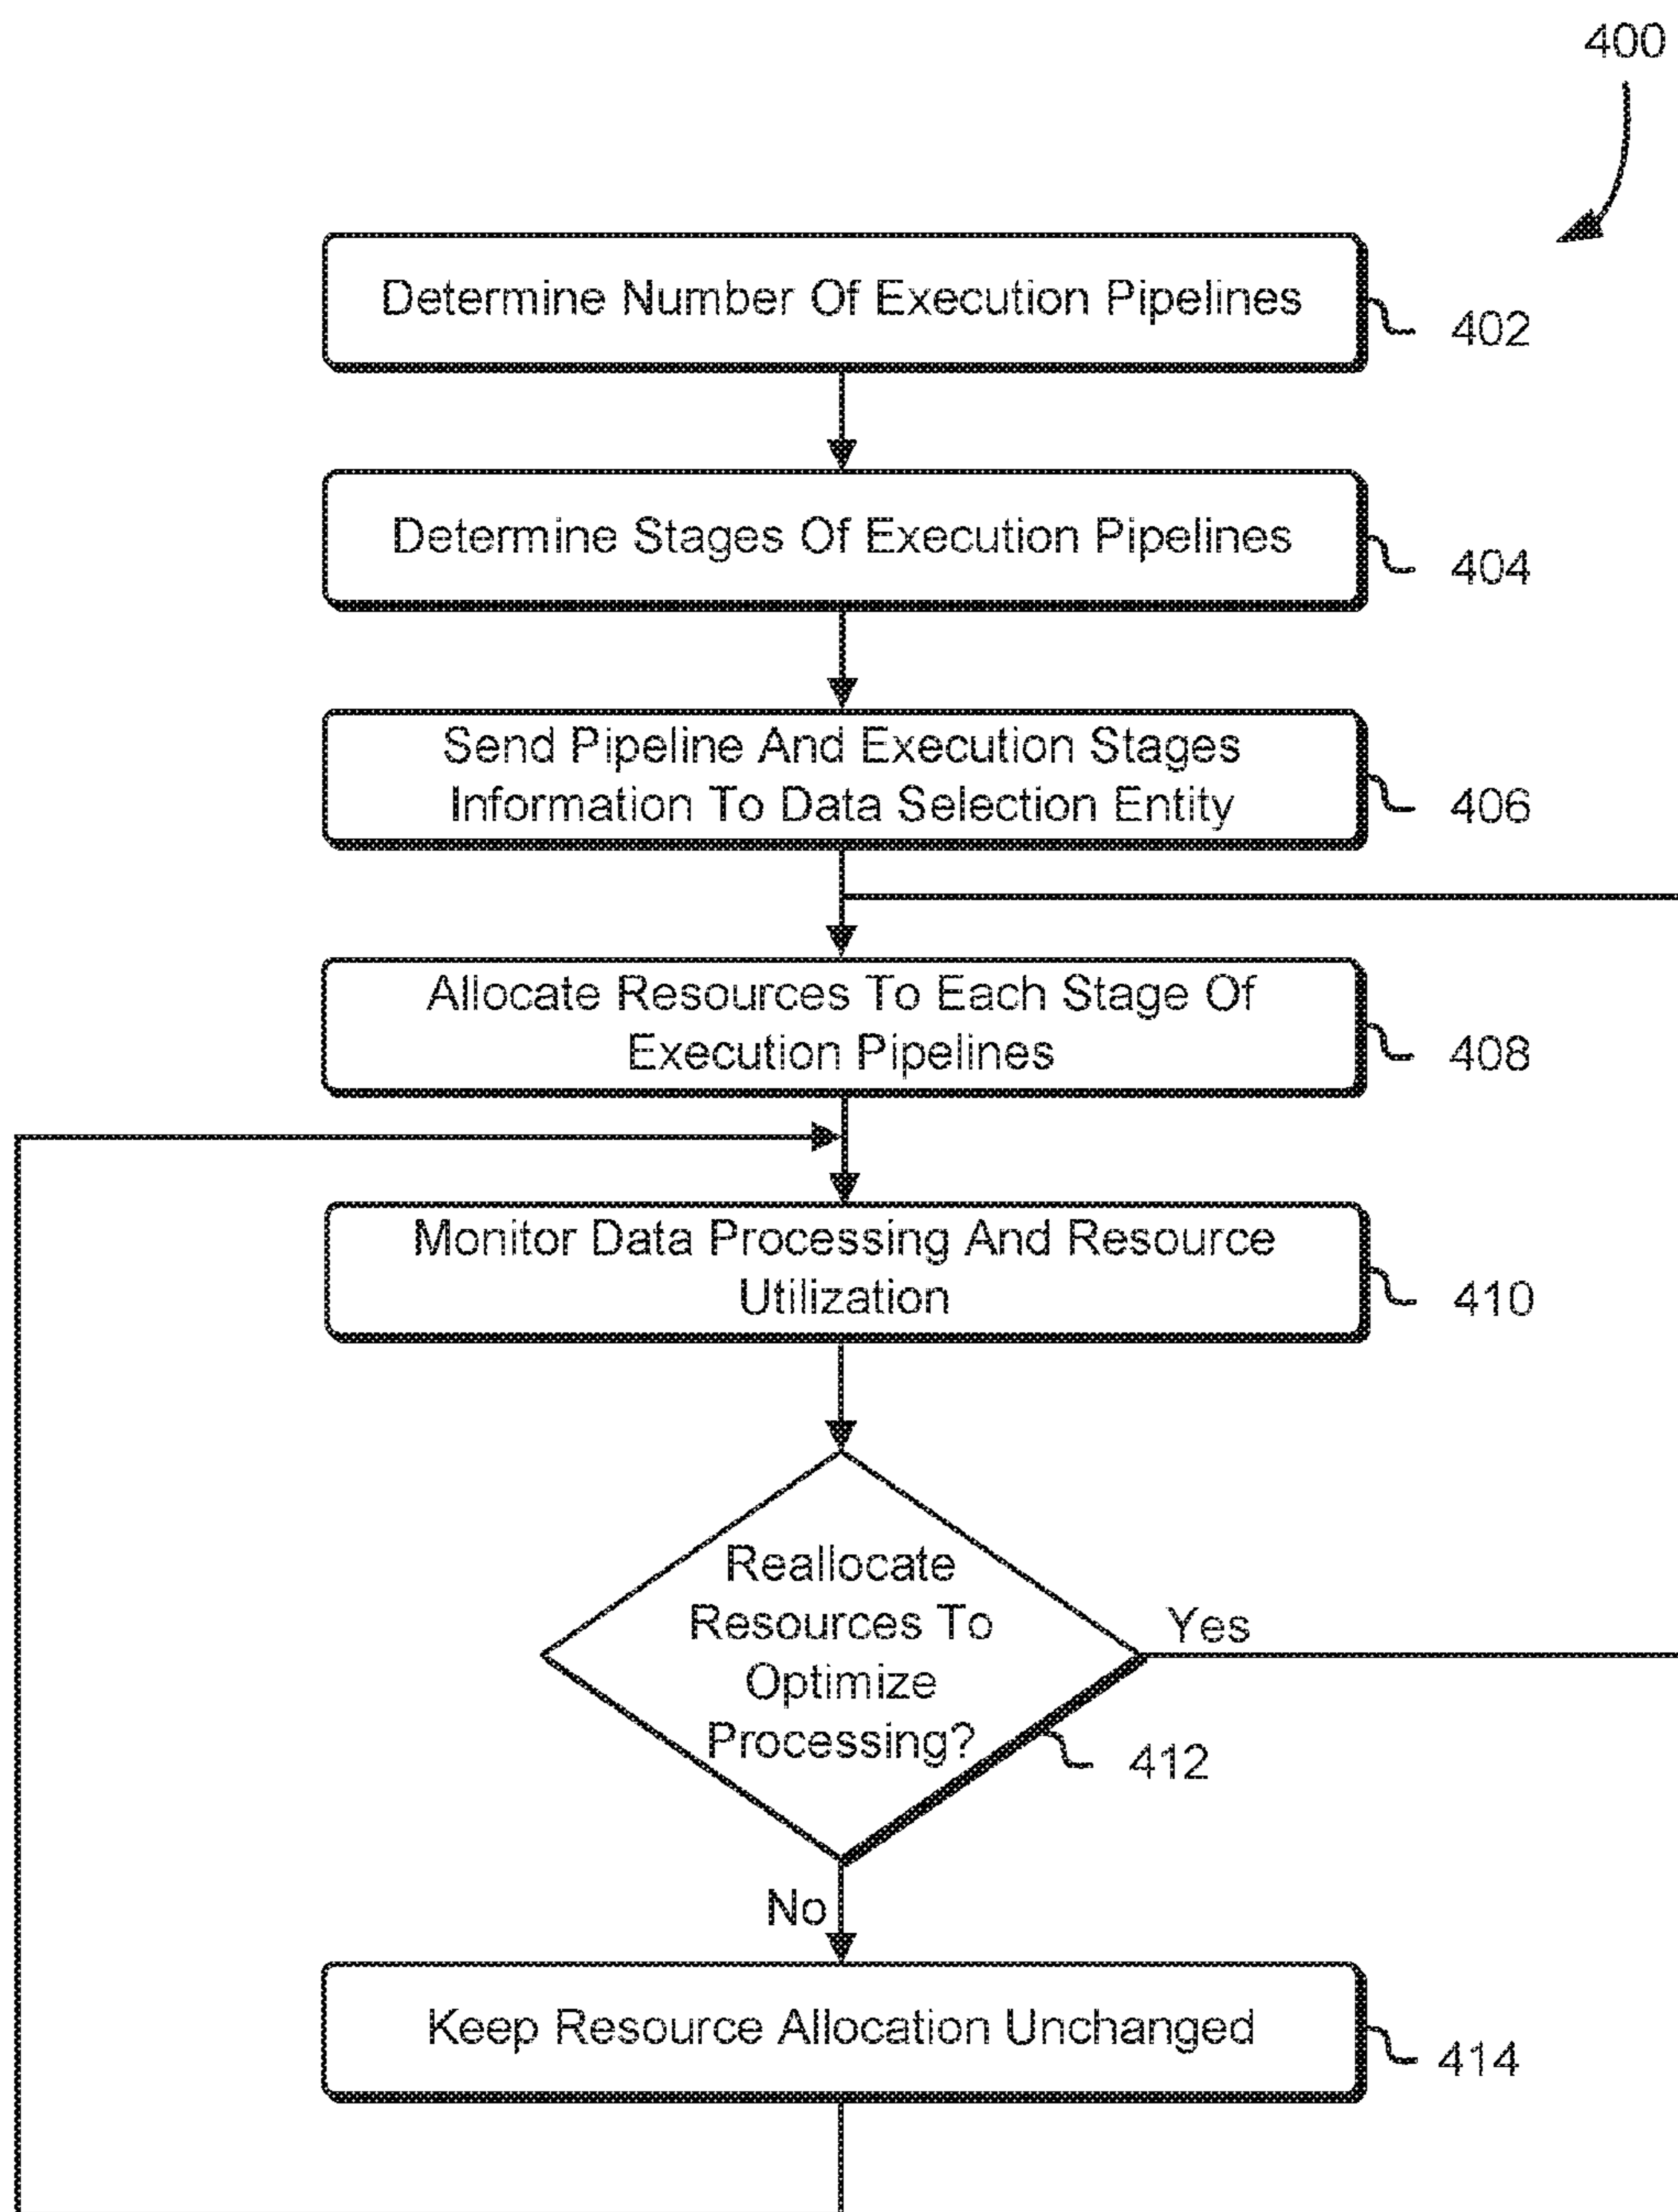 400
Determine Number Of Execution Pipelines
402
Determine Stages Of Execution Pipelines
404
Send Pipeline And Execution Stages
Information To Data Selection Entity
406
Allocate Resources To Each Stage Of
Execution Pipelines
408
Monitor Data Processing And Resource
Utilization
410
Reallocate
Resources To
Optimize
Processing?
Yes
412
No
Keep Resource Allocation Unchanged
414